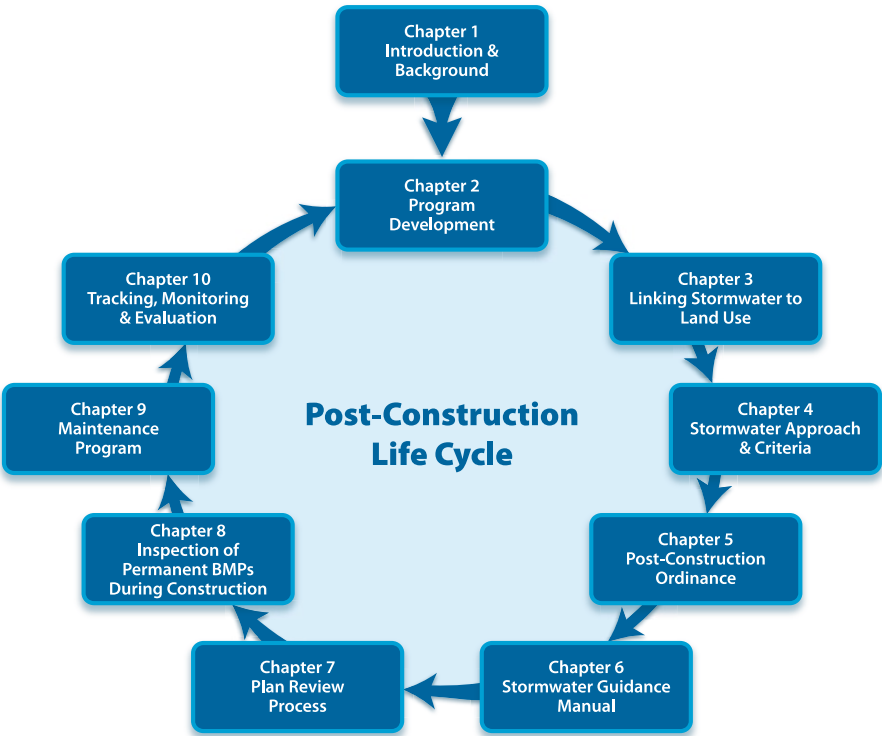 Chapter 1
Introduction &
Background
Chapter 2
Program
Development
Chapter 3
Linking Stormwater to
Land Use
Chapter 4
Stormwater Approach
& Criteria
Chapter 5
Post-Construction
Ordinance
Chapter 6
Stormwater Guidance
Manual
Chapter 7
Plan Review
Process
Chapter 8
Inspection of
Permanent BMPs
During Construction
Chapter 9
Maintenance
Program
Chapter 10
Tracking, Monitoring
& Evaluation
Post-Construction
Life Cycle